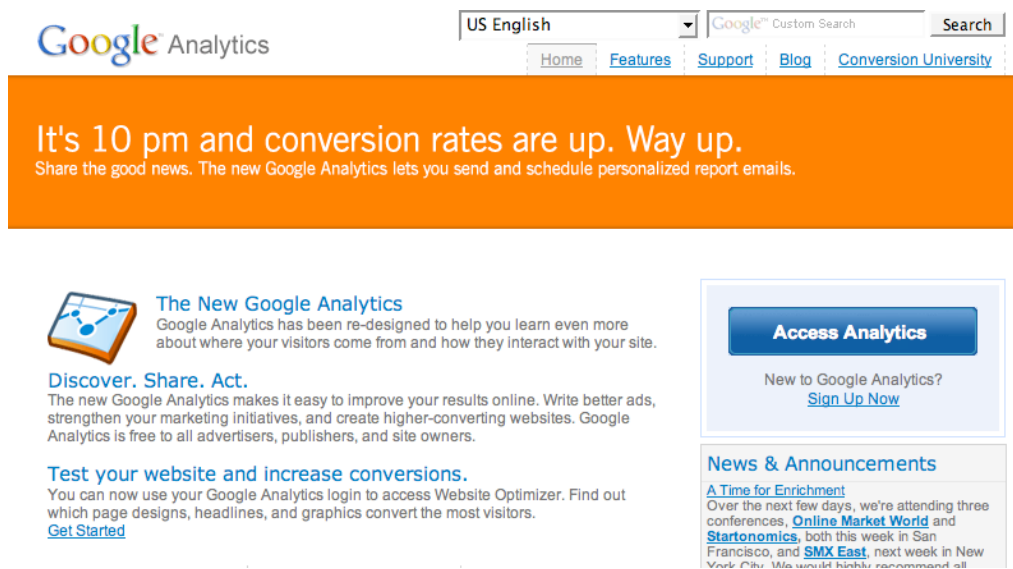 Google Analytics
US English
Google™ Custom Search
Search
Home
Features
Support
Blog
Conversion University
It's 10 pm and conversion rates are up. Way up.
Share the good news. The new Google Analytics lets you send and schedule personalized report emails.
The New Google Analytics
Google Analytics has been re-designed to help you learn even more
about where your visitors come from and how they interact with your site.
Discover. Share. Act.
The new Google Analytics makes it easy to improve your results online. Write better ads,
strengthen your marketing initiatives, and create higher-converting websites. Google
Analytics is free to all advertisers, publishers, and site owners.
Test your website and increase conversions.
You can now use your Google Analytics login to access Website Optimizer. Find out
which page designs, headlines, and graphics convert the most visitors.
Get Started
Access Analytics
New to Google Analytics?
Sign Up Now
News & Announcements
A Time for Enrichment
Over the next few days, we're attending three
conferences, Online Market World and
Startonomics, both this week in San
Francisco, and SMX East, next week in New
York City. We would highly recommend all